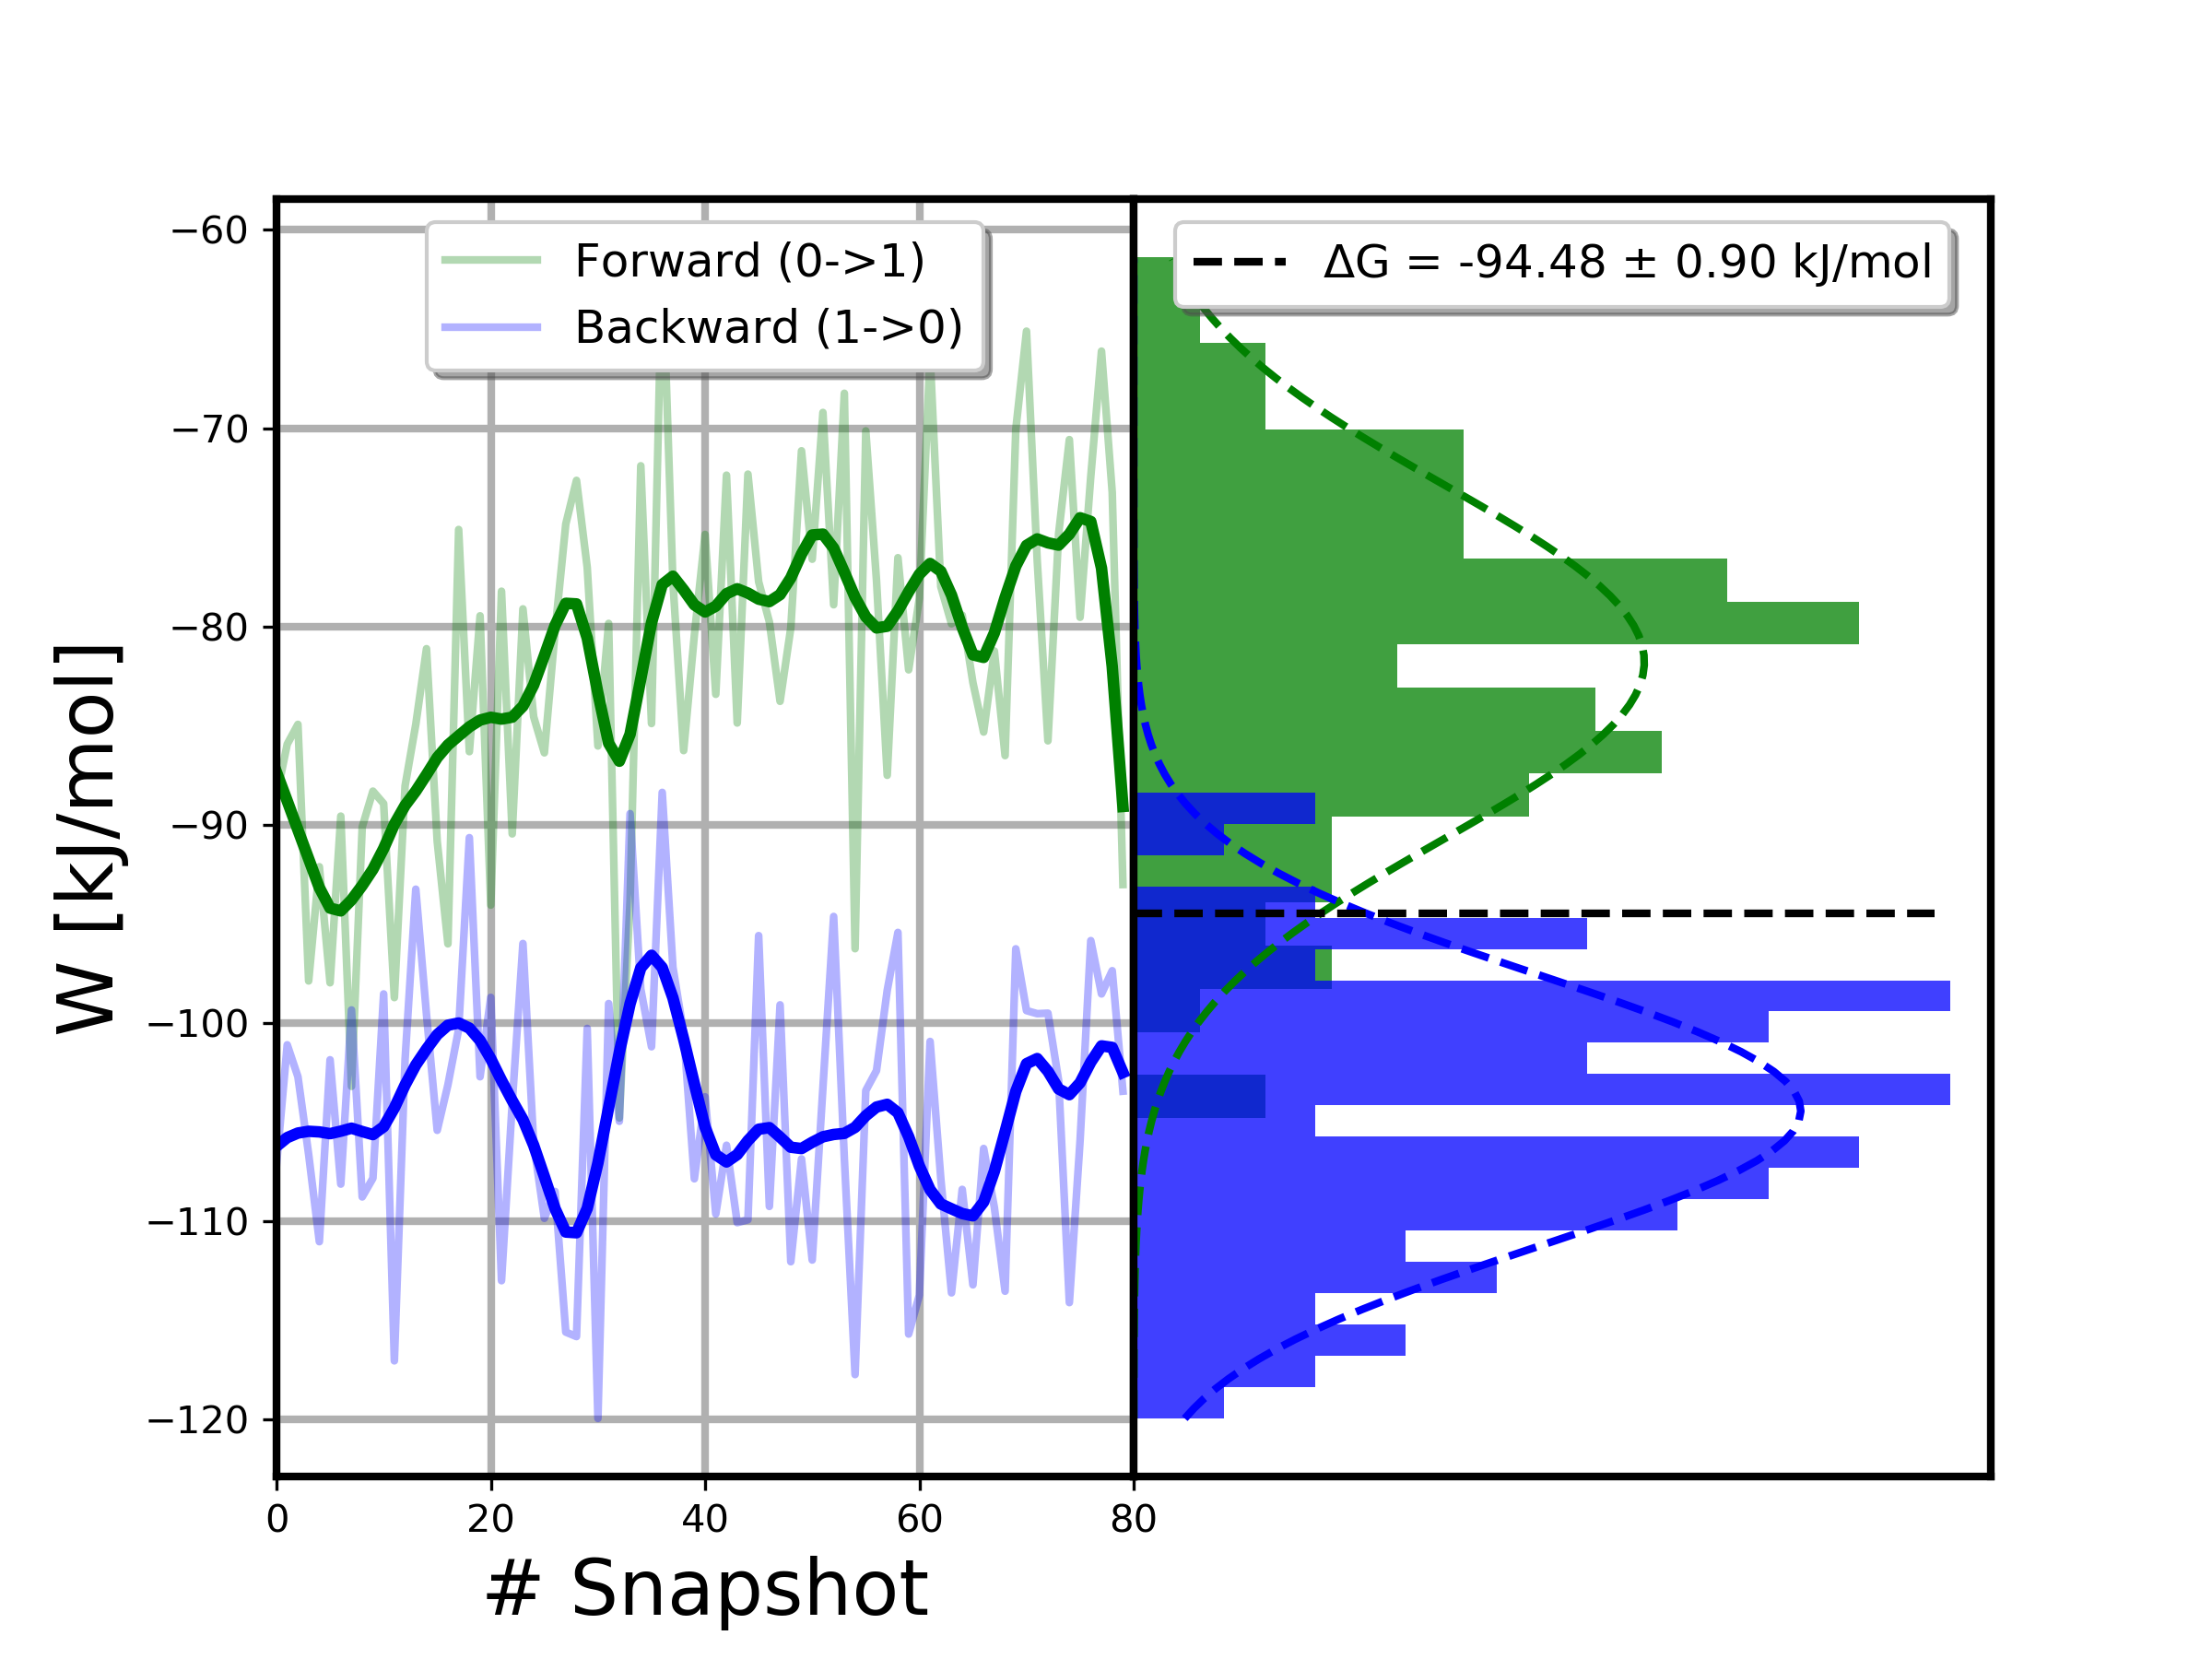 Forward (0->1)
Backward (1->0)
ΔG = -94.48 ± 0.90 kJ/mol
W [kJ/mol]
−60
−70
−80
−90
−100
−110
−120
0 20 40 60 80
# Snapshot